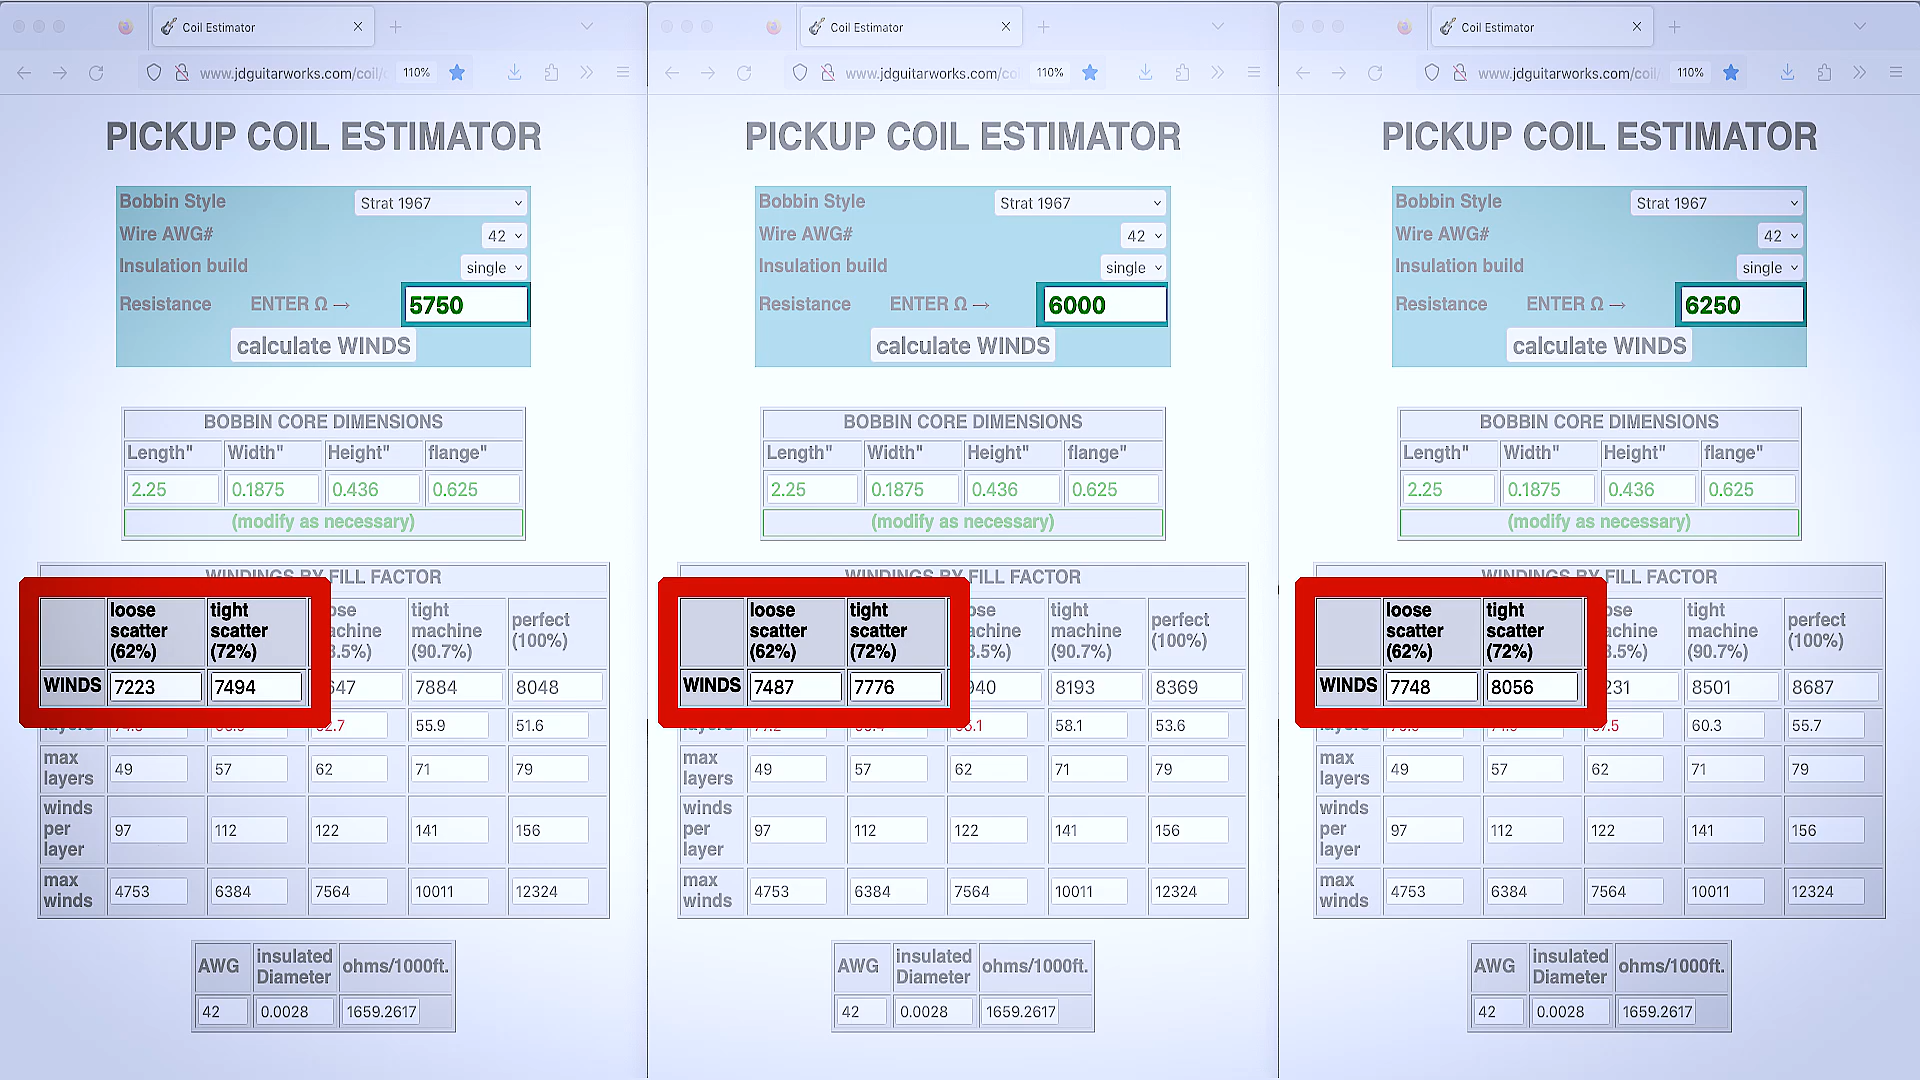 Coil Estimator
www.jdguitarworks.com/coil/
110%
PICKUP COIL ESTIMATOR
Bobbin Style Strat 1967
Wire AWG# 42
Insulation build single
Resistance ENTER Ω → 5750
calculate WINDS
BOBBIN CORE DIMENSIONS
Length" Width" Height" flange"
2.25 0.1875 0.436 0.625
(modify as necessary)
WINDINGS BY FILL FACTOR
loose scatter (62%) tight scatter (72%) tight machine (90.7%) perfect (100%)
WINDS 7223 7494 7884 8048
layers 55.9 51.6
max layers 49 57 62 71 79
winds per layer 97 112 122 141 156
max winds 4753 6384 7564 10011 12324
AWG insulated Diameter ohms/1000ft.
42 0.0028 1659.2617
Coil Estimator
www.jdguitarworks.com/co
110%
PICKUP COIL ESTIMATOR
Bobbin Style Strat 1967
Wire AWG# 42
Insulation build single
Resistance ENTER Ω → 6000
calculate WINDS
BOBBIN CORE DIMENSIONS
Length" Width" Height" flange"
2.25 0.1875 0.436 0.625
(modify as necessary)
WINDINGS BY FILL FACTOR
loose scatter (62%) tight scatter (72%) tight machine (90.7%) perfect (100%)
WINDS 7487 7776 8193 8369
layers 58.1 53.6
max layers 49 57 62 71 79
winds per layer 97 112 122 141 156
max winds 4753 6384 7564 10011 12324
AWG insulated Diameter ohms/1000ft.
42 0.0028 1659.2617
Coil Estimator
www.jdguitarworks.com/coil/
110%
PICKUP COIL ESTIMATOR
Bobbin Style Strat 1967
Wire AWG# 42
Insulation build single
Resistance ENTER Ω → 6250
calculate WINDS
BOBBIN CORE DIMENSIONS
Length" Width" Height" flange"
2.25 0.1875 0.436 0.625
(modify as necessary)
WINDINGS BY FILL FACTOR
loose scatter (62%) tight scatter (72%) tight machine (90.7%) perfect (100%)
WINDS 7748 8056 8501 8687
layers 60.3 55.7
max layers 49 57 62 71 79
winds per layer 97 112 122 141 156
max winds 4753 6384 7564 10011 12324
AWG insulated Diameter ohms/1000ft.
42 0.0028 1659.2617